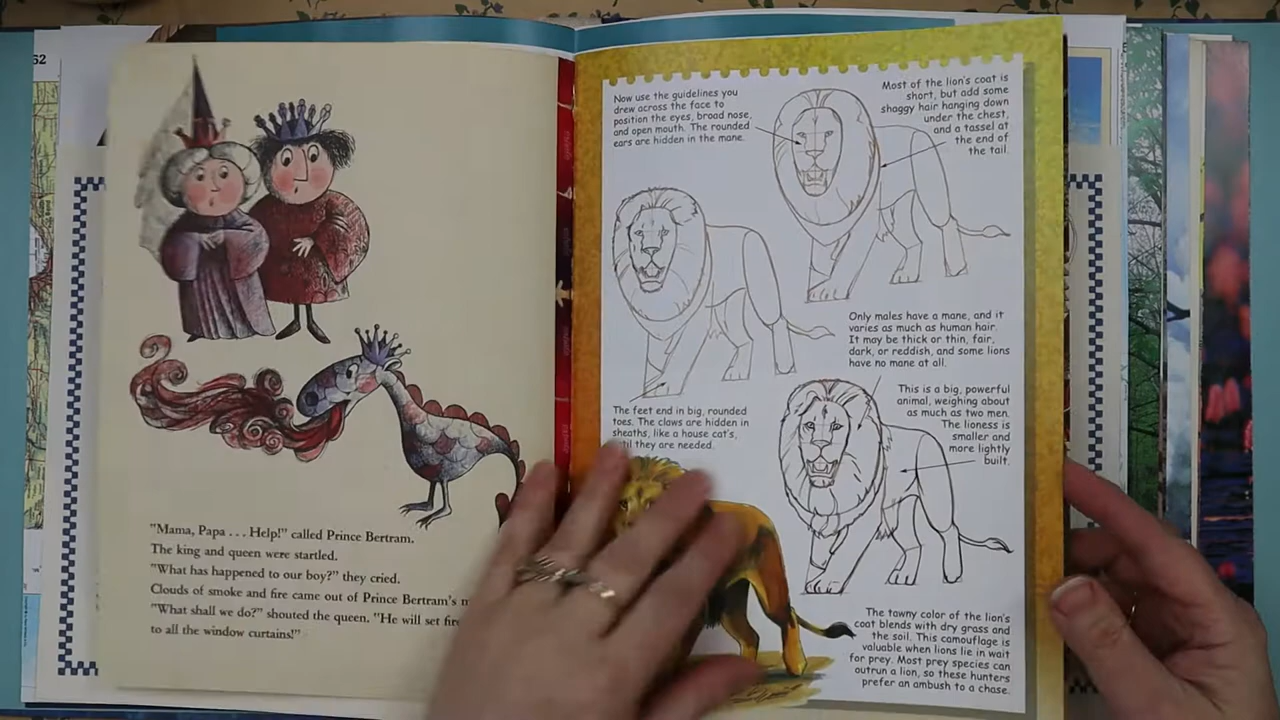 62
"Mama, Papa . . . Help!" called Prince Bertram.
The king and queen were startled.
"What has happened to our boy?" they cried.
Clouds of smoke and fire came out of Prince Bertram's
"What shall we do?" shouted the queen. "He will set
to all the window curtains!"
Now use the guidelines you
drew across the face to
position the eyes, broad nose,
and open mouth. The rounded
ears are hidden in the mane.
Most of the lion's coat is
short, but add some
shaggy hair hanging down
under the chest,
and a tassel at
the end of
the tail.
Only males have a mane, and it
varies as much as human hair.
It may be thick or thin, fair,
dark, or reddish, and some lions
have no mane at all.
The feet end in big, rounded
toes. The claws are hidden in
sheaths, like a house cat's,
they are needed.
This is a big, powerful
animal, weighing about
as much as two men.
The lioness is
smaller and
more lightly
built.
The tawny color of the lion's
coat blends with dry grass and
the soil. This camouflage is
valuable when lions lie in wait
for prey. Most prey species can
outrun a lion, so these hunters
prefer an ambush to a chase.